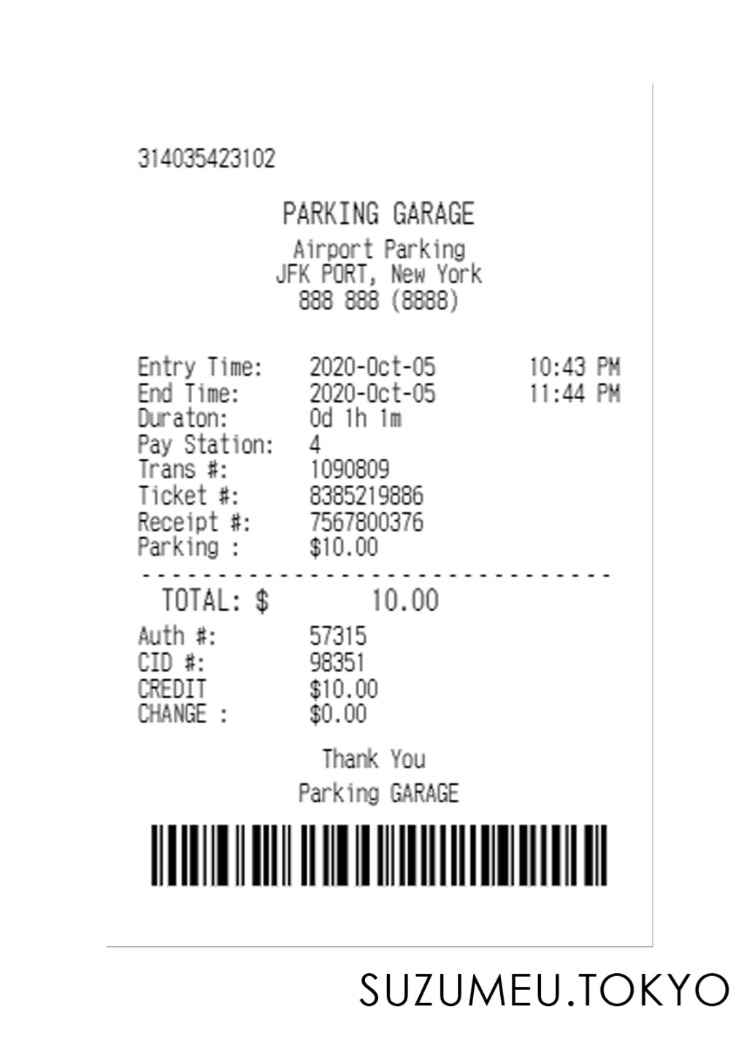 314035423102
PARKING GARAGE
Airport Parking
JFK PORT, New York
888 888 (8888)
Entry Time: 2020-Oct-05 10:43 PM
End Time: 2020-Oct-05 11:44 PM
Duraton: 0d 1h 1m
Pay Station: 4
Trans #: 1090809
Ticket #: 8385219886
Receipt #: 7567800376
Parking : $10.00
- - - - - - - - - - - - - - - - - - - - - - - - - - - - - - -
TOTAL: $ 10.00
Auth #: 57315
CID #: 98351
CREDIT $10.00
CHANGE : $0.00
Thank You
Parking GARAGE
SUZUMEU.TOKYO